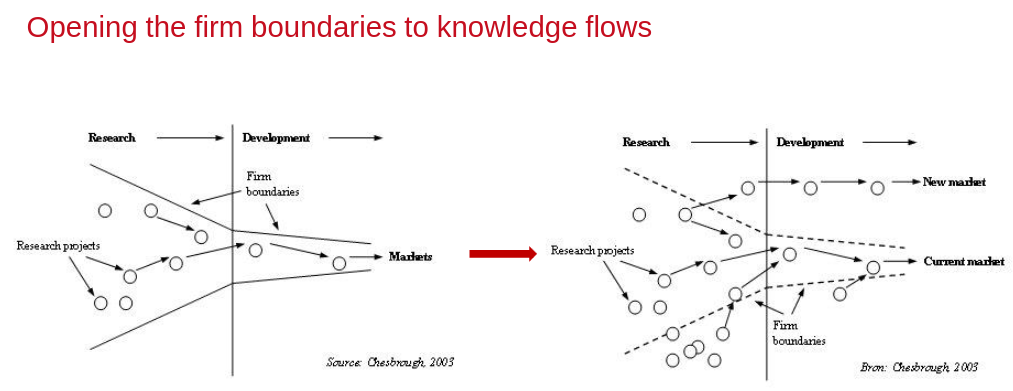 Opening the firm boundaries to knowledge flows
Research
Development
Firm
boundaries
Research projects
Markets
Source: Chesbrough, 2003
Research
Development
New market
Research projects
Current market
Firm
boundaries
Bron: Chesbrough, 2003